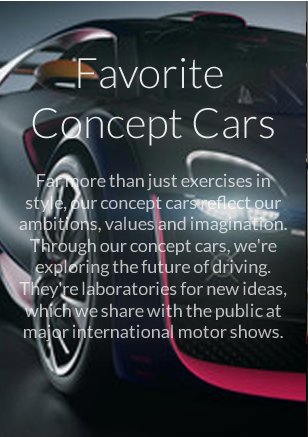 Favorite
Concept Cars
Far more than just exercises in
style, our concept cars reflect our
ambitions, values and imagination.
Through our concept cars, we're
exploring the future of driving.
They're laboratories for new ideas,
which we share with the public at
major international motor shows.